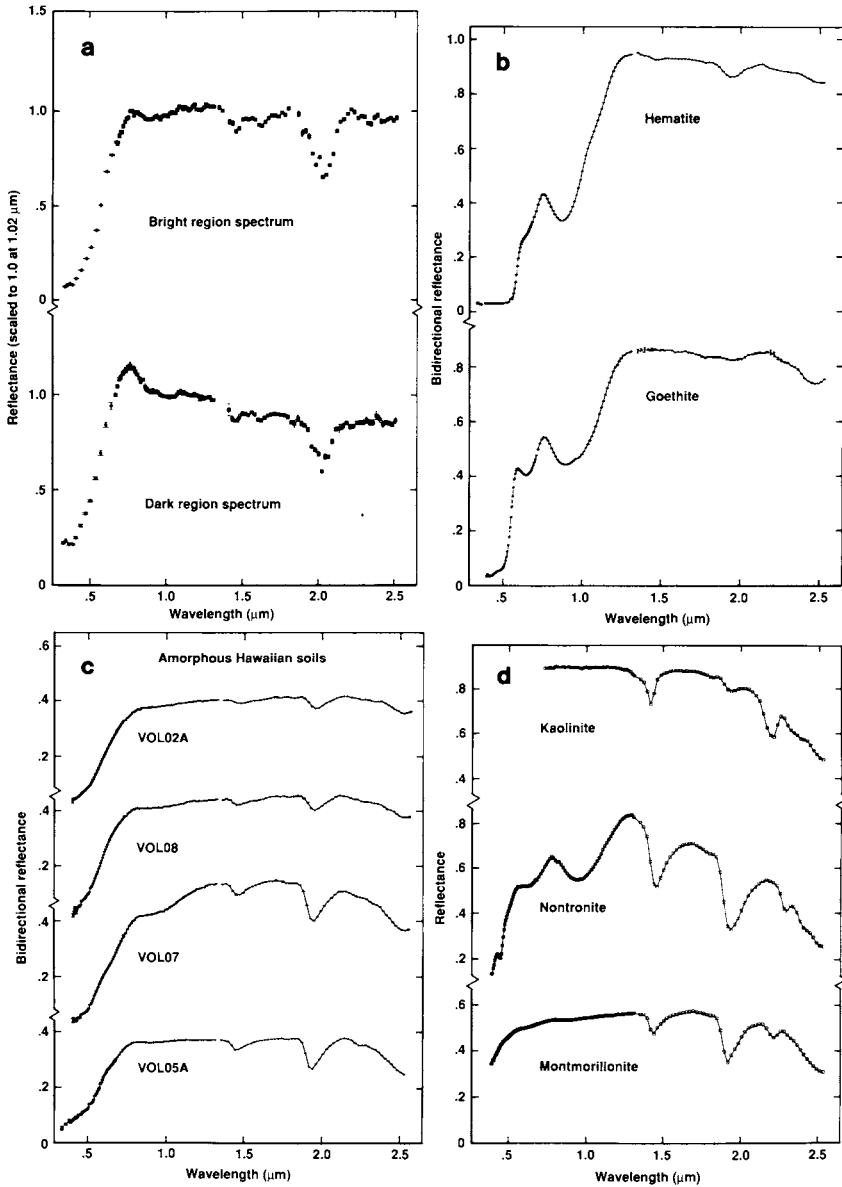 a
1.0
.5
0
1.0
.5
0
Reflectance (scaled to 1.0 at 1.02 μm)
Bright region spectrum
Dark region spectrum
.5 1.0 1.5 2.0 2.5
Wavelength (μm)
b
1.0
.8
.6
.4
.2
0
.8
.6
.4
.2
0
Bidirectional reflectance
Hematite
Goethite
.5 1.0 1.5 2.0 2.5
Wavelength (μm)
c
Amorphous Hawaiian soils
.6
.4
.2
.4
.2
.4
.2
.4
.2
0
Bidirectional reflectance
VOL02A
VOL08
VOL07
VOL05A
.5 1.0 1.5 2.0 2.5
Wavelength (μm)
d
.8
.6
.4
.8
.6
.4
.2
.6
.4
.2
0
Reflectance
Kaolinite
Nontronite
Montmorillonite
.5 1.0 1.5 2.0 2.5
Wavelength (μm)